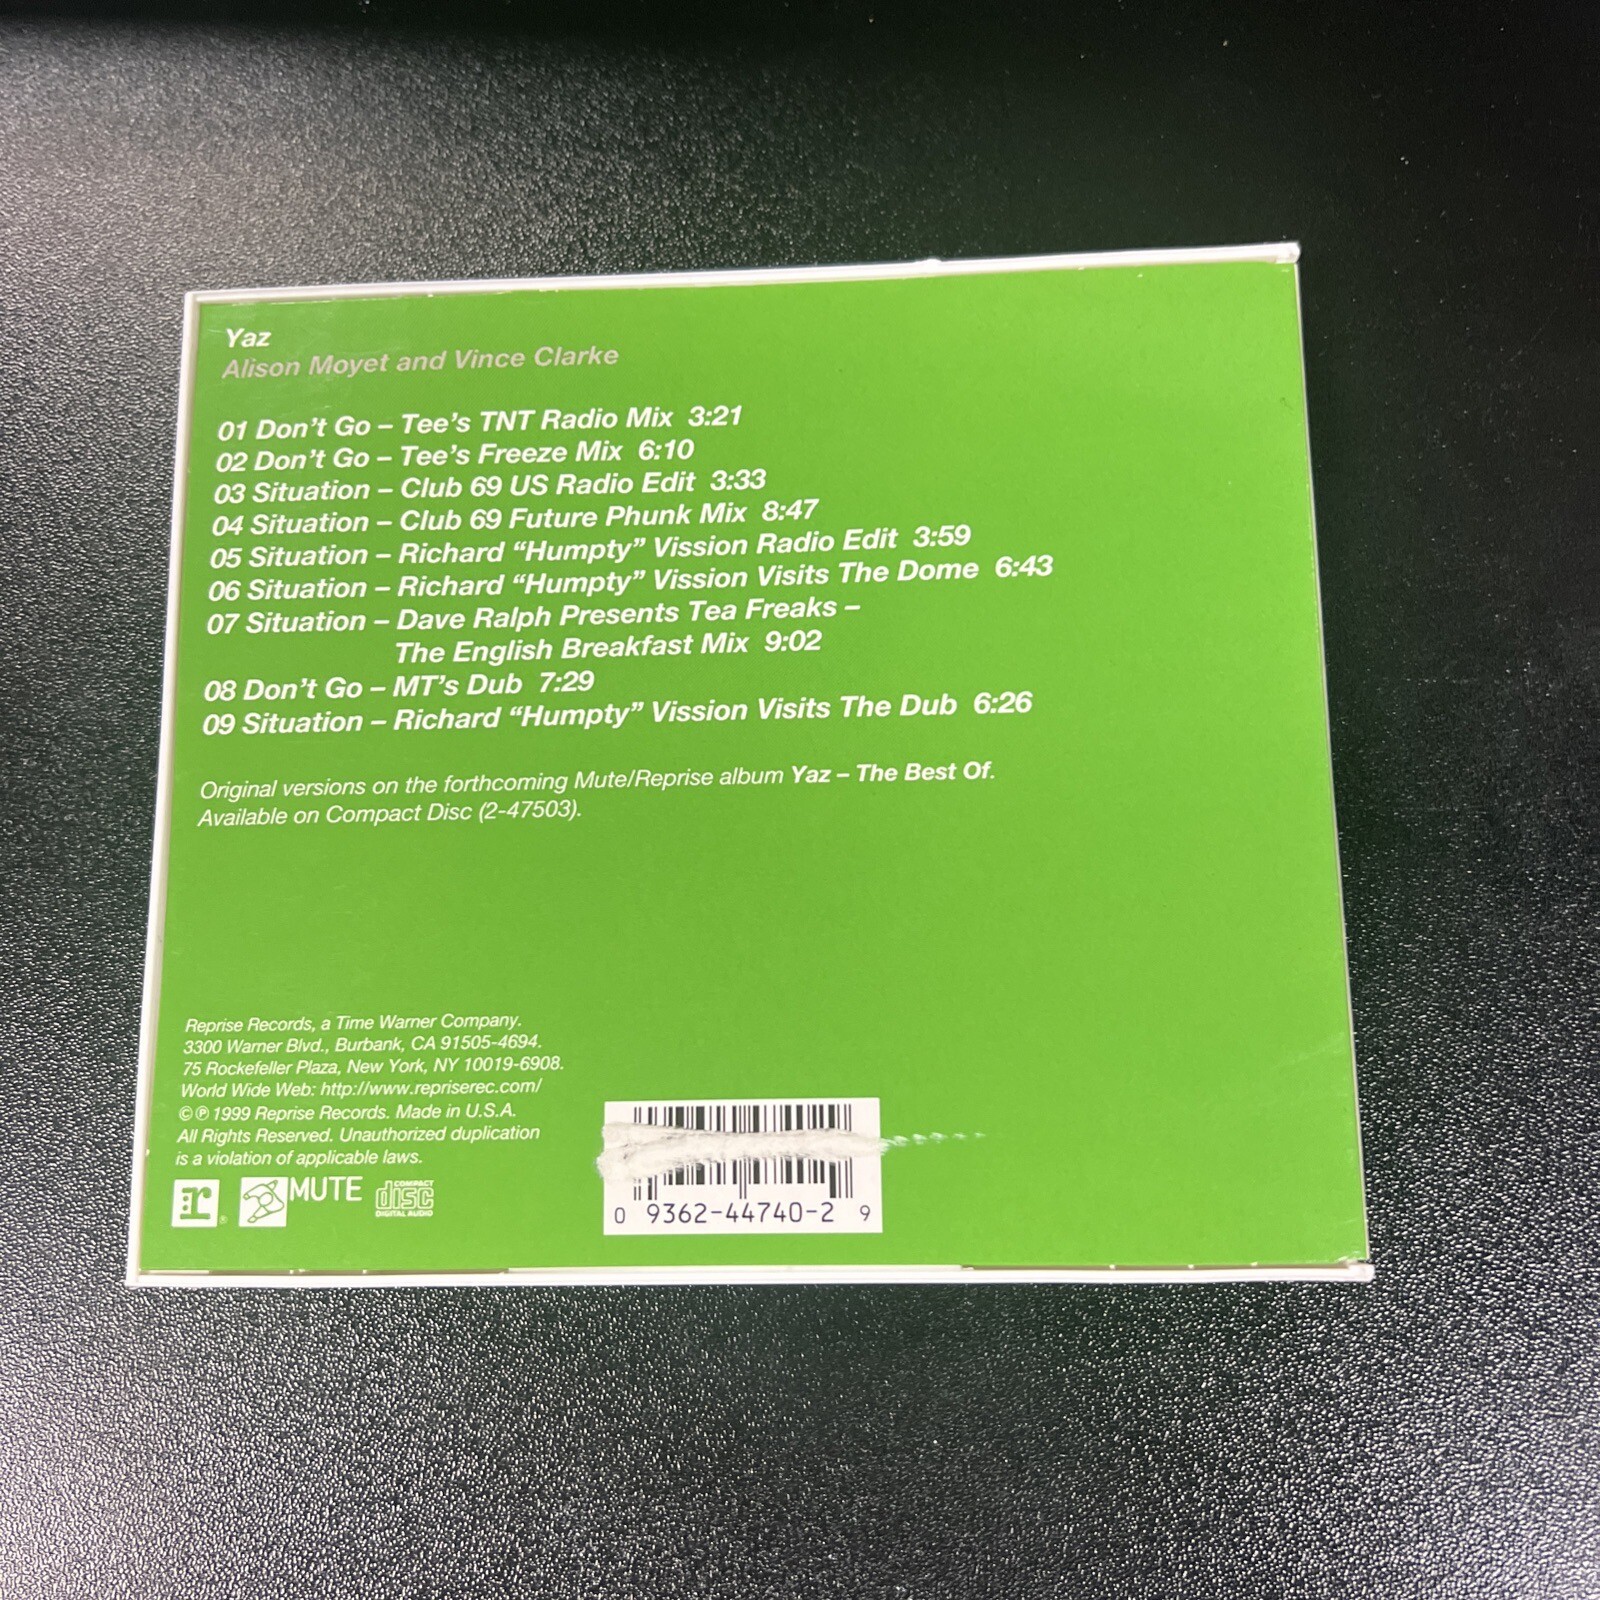 Yaz
Alison Moyet and Vince Clarke
01 Don't Go – Tee's TNT Radio Mix 3:21
02 Don't Go – Tee's Freeze Mix 6:10
03 Situation – Club 69 US Radio Edit 3:33
04 Situation – Club 69 Future Phunk Mix 8:47
05 Situation – Richard “Humpty” Vission Radio Edit 3:59
06 Situation – Richard “Humpty” Vission Visits The Dome 6:43
07 Situation – Dave Ralph Presents Tea Freaks –
The English Breakfast Mix 9:02
08 Don't Go – MT's Dub 7:29
09 Situation – Richard “Humpty” Vission Visits The Dub 6:26
Original versions on the forthcoming Mute/Reprise album Yaz – The Best Of.
Available on Compact Disc (2-47503).
Reprise Records, a Time Warner Company.
3300 Warner Blvd., Burbank, CA 91505-4694.
75 Rockefeller Plaza, New York, NY 10019-6908.
World Wide Web: http://www.repriserec.com/
© ℗ 1999 Reprise Records. Made in U.S.A.
All Rights Reserved. Unauthorized duplication
is a violation of applicable laws.
:r ® MUTE COMPACT disc DIGITAL AUDIO
0 9362-44740-2 9